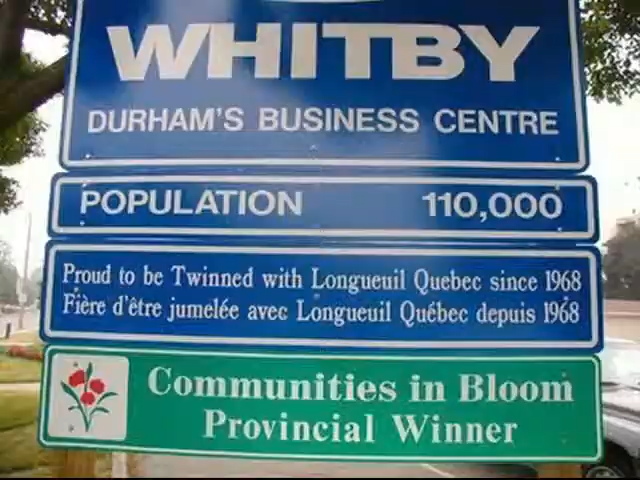 WHITBY
DURHAM'S BUSINESS CENTRE
POPULATION 110,000
Proud to be Twinned with Longueuil Quebec since 1968
Fière d'être jumelée avec Longueuil Québec depuis 1968
Communities in Bloom
Provincial Winner